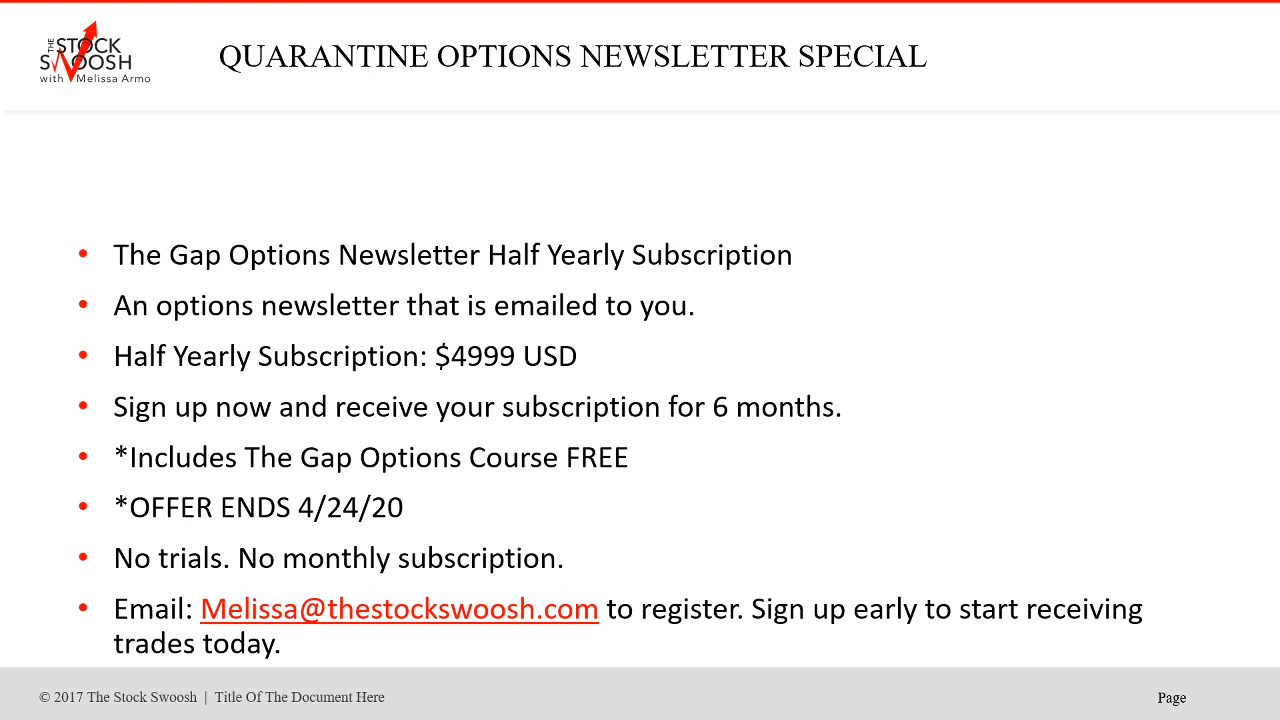 THE STOCK
SWOOSH
with Melissa Armo
QUARANTINE OPTIONS NEWSLETTER SPECIAL
• The Gap Options Newsletter Half Yearly Subscription
• An options newsletter that is emailed to you.
• Half Yearly Subscription: $4999 USD
• Sign up now and receive your subscription for 6 months.
• *Includes The Gap Options Course FREE
• *OFFER ENDS 4/24/20
• No trials. No monthly subscription.
• Email: Melissa@thestockswoosh.com to register. Sign up early to start receiving
trades today.
© 2017 The Stock Swoosh | Title Of The Document Here
Page